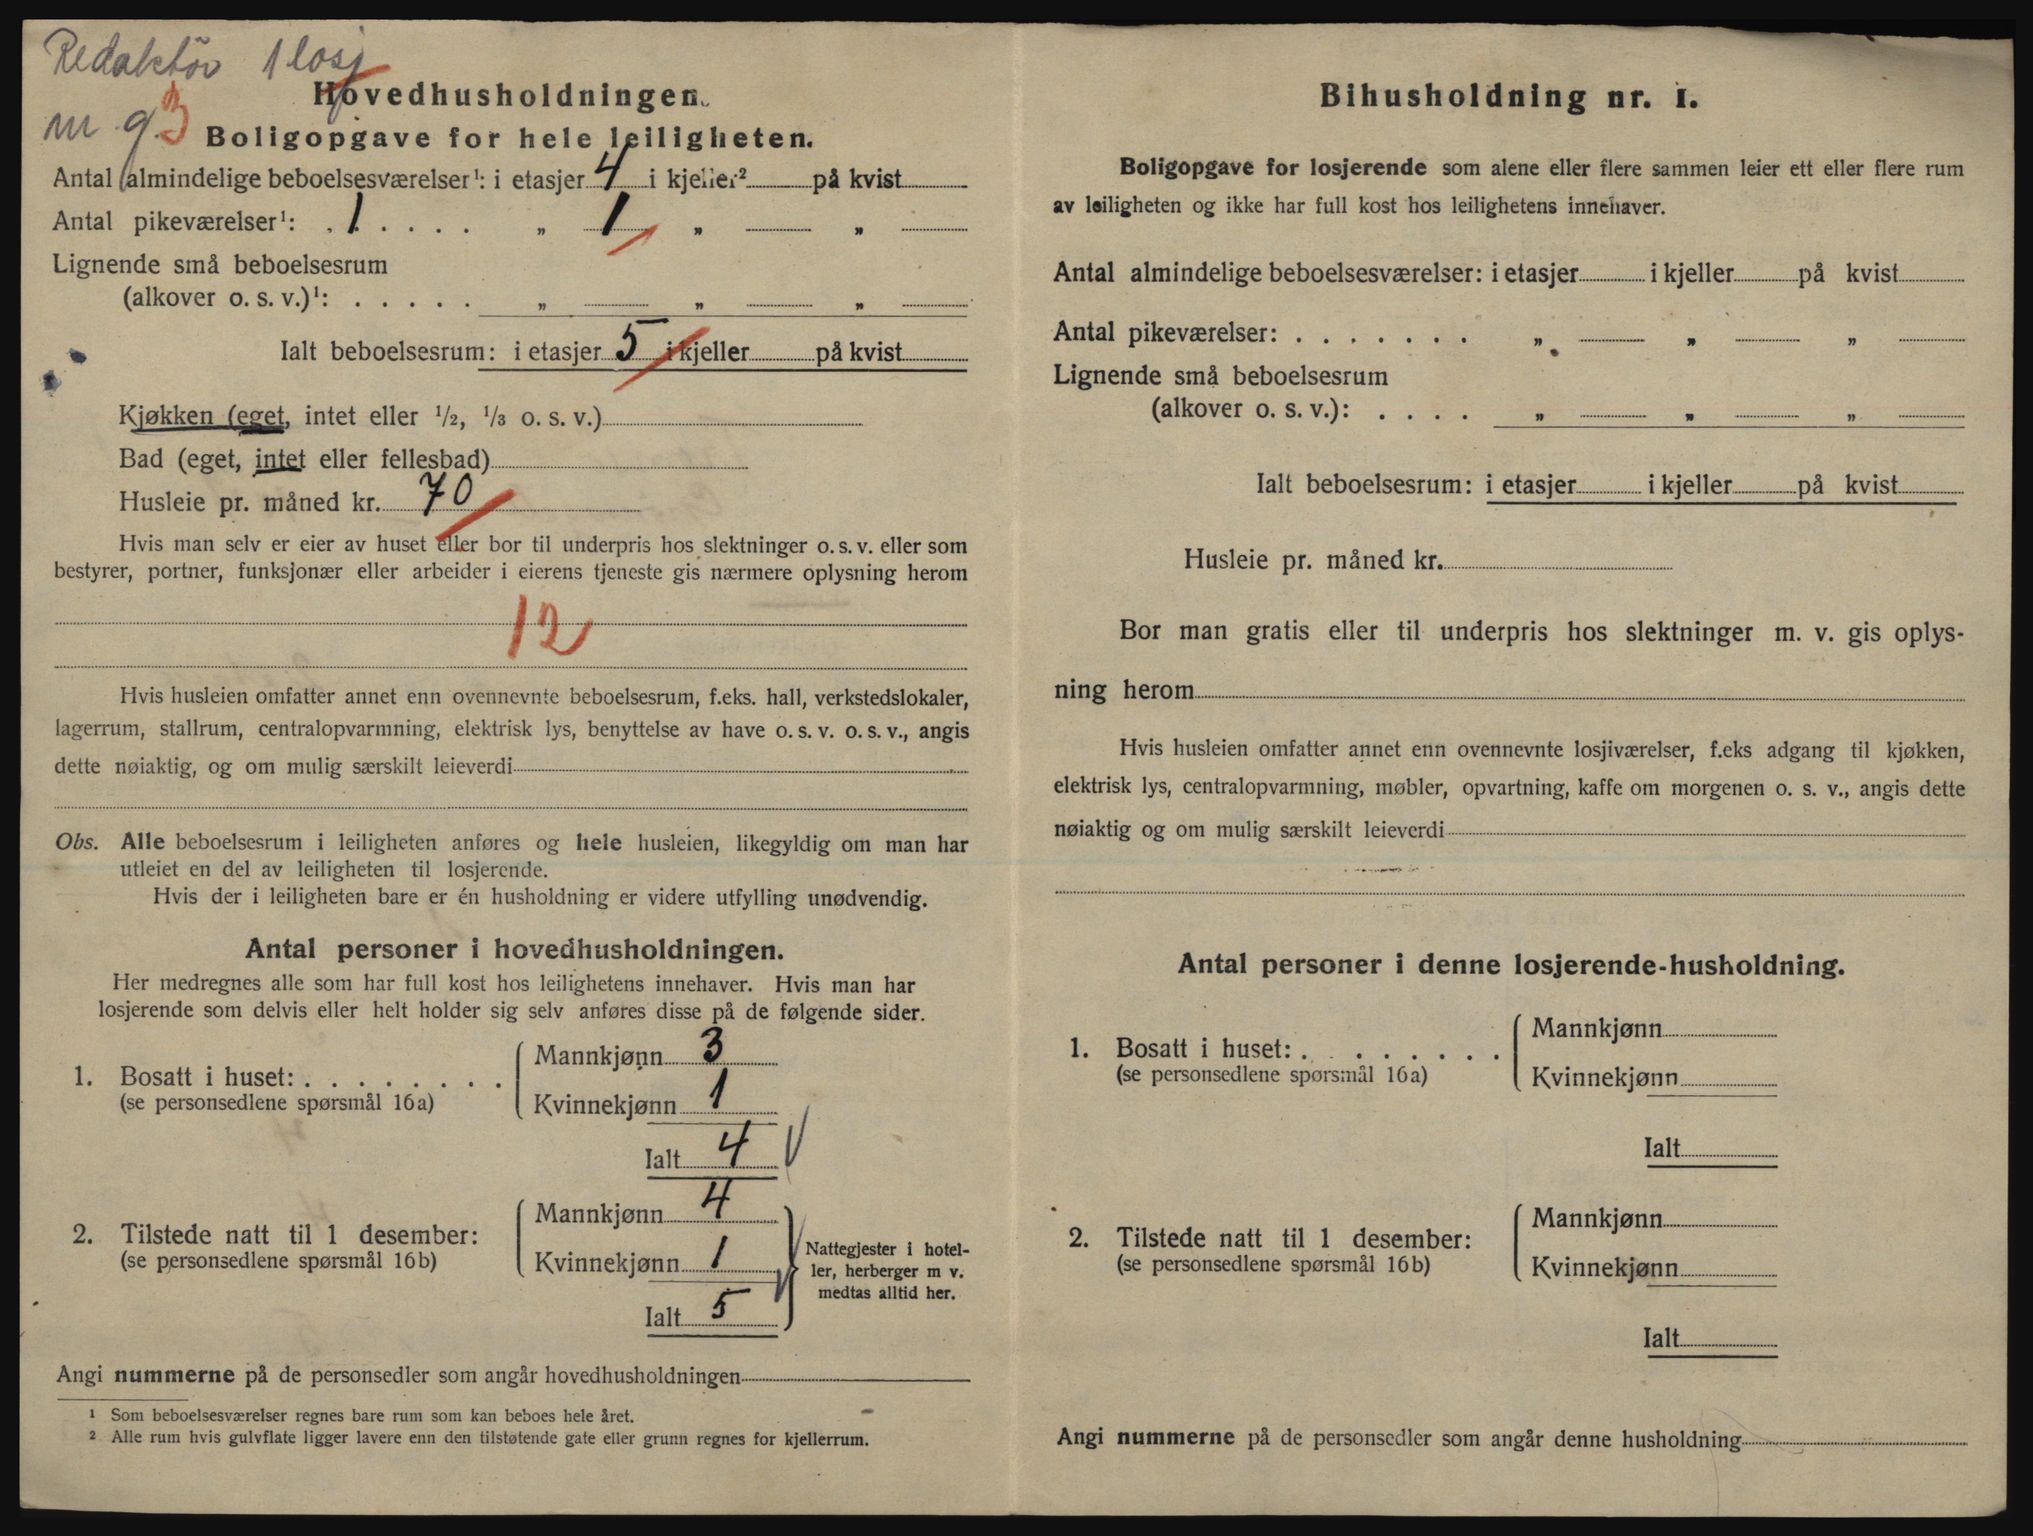 Redaktör 1 losj
Hovedhusholdningen.
m 9. 3
Boligopgave for hele leiligheten.
Antal almindelige beboelsesværelser¹: i etasjer 4 i kjeller² på kvist
Antal pikeværelser¹: . 1 . . . . „ 1 „ „
Lignende små beboelsesrum
(alkover o. s. v.)¹: . . . . . „ „ „
Ialt beboelsesrum: i etasjer 5 i kjeller på kvist
Kjøkken (eget, intet eller 1/2, 1/3 o. s. v.)
Bad (eget, intet eller fellesbad)
Husleie pr. måned kr. 70
Hvis man selv er eier av huset eller bor til underpris hos slektninger o. s. v. eller som
bestyrer, portner, funksjonær eller arbeider i eierens tjeneste gis nærmere oplysning herom
12
Hvis husleien omfatter annet enn ovennevnte beboelsesrum, f.eks. hall, verkstedslokaler,
lagerrum, stallrum, centralopvarmning, elektrisk lys, benyttelse av have o. s. v. o. s. v., angis
dette nøiaktig, og om mulig særskilt leieverdi
Obs. Alle beboelsesrum i leiligheten anføres og hele husleien, likegyldig om man har
utleiet en del av leiligheten til losjerende.
Hvis der i leiligheten bare er én husholdning er videre utfylling unødvendig.
Antal personer i hovedhusholdningen.
Her medregnes alle som har full kost hos leilighetens innehaver. Hvis man har
losjerende som delvis eller helt holder sig selv anføres disse på de følgende sider.
Mannkjønn 3
1. Bosatt i huset: . . . . . . . .
(se personsedlene spørsmål 16a)
Kvinnekjønn 1
Ialt 4
Mannkjønn 4
2. Tilstede natt til 1 desember:
(se personsedlene spørsmål 16b)
Kvinnekjønn 1
Nattegjester i hotel-
ler, herberger m v.
medtas alltid her.
Ialt 5
Angi nummerne på de personsedler som angår hovedhusholdningen
¹ Som beboelsesværelser regnes bare rum som kan beboes hele året.
² Alle rum hvis gulvflate ligger lavere enn den tilstøtende gate eller grunn regnes for kjellerrum.
Bihusholdning nr. 1.
Boligopgave for losjerende som alene eller flere sammen leier ett eller flere rum
av leiligheten og ikke har full kost hos leilighetens innehaver.
Antal almindelige beboelsesværelser: i etasjer i kjeller på kvist
Antal pikeværelser: . . . . . . . „ „ „
Lignende små beboelsesrum
(alkover o. s. v.): . . . . „ „ „
Ialt beboelsesrum: i etasjer i kjeller på kvist
Husleie pr. måned kr.
Bor man gratis eller til underpris hos slektninger m. v. gis oplys-
ning herom
Hvis husleien omfatter annet enn ovennevnte losjiværelser, f.eks adgang til kjøkken,
elektrisk lys, centralopvarmning, møbler, opvartning, kaffe om morgenen o. s. v., angis dette
nøiaktig og om mulig særskilt leieverdi
Antal personer i denne losjerende-husholdning.
Mannkjønn
1. Bosatt i huset: . . . . . . . .
(se personsedlene spørsmål 16a)
Kvinnekjønn
Ialt
Mannkjønn
2. Tilstede natt til 1 desember:
(se personsedlene spørsmål 16b)
Kvinnekjønn
Ialt
Angi nummerne på de personsedler som angår denne husholdning